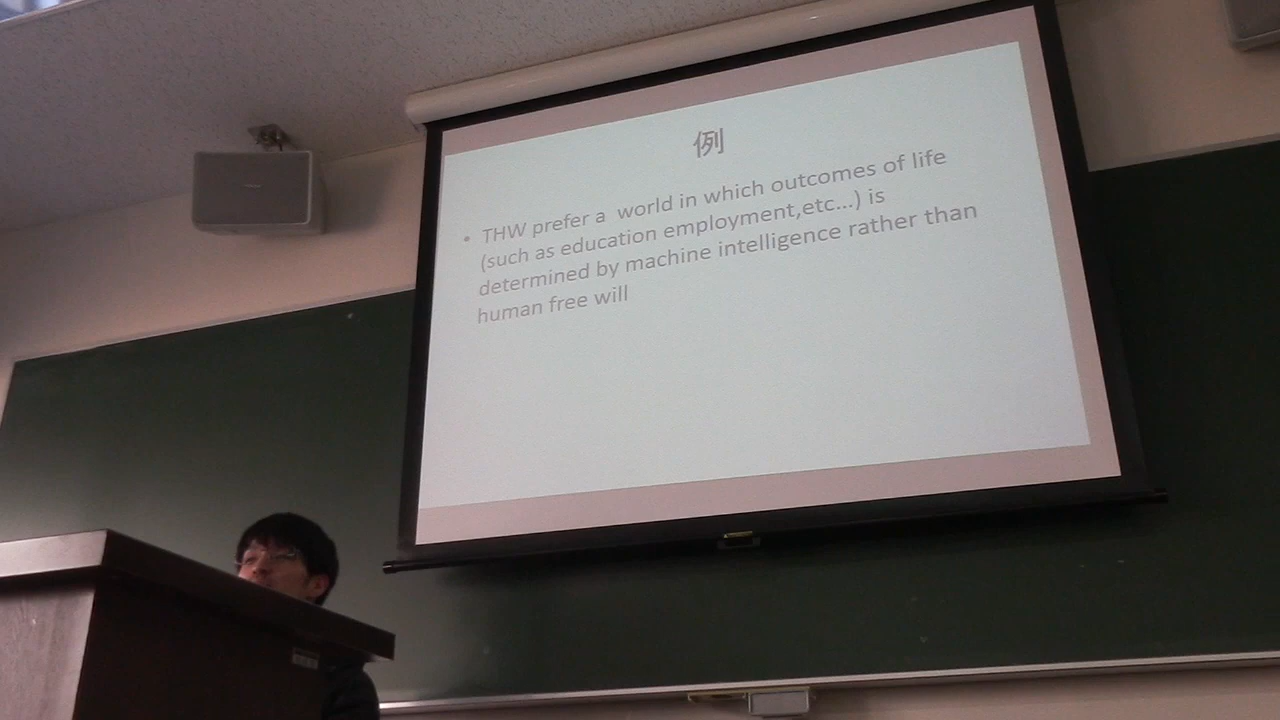 例
• THW prefer a world in which outcomes of life
(such as education employment,etc...) is
determined by machine intelligence rather than
human free will